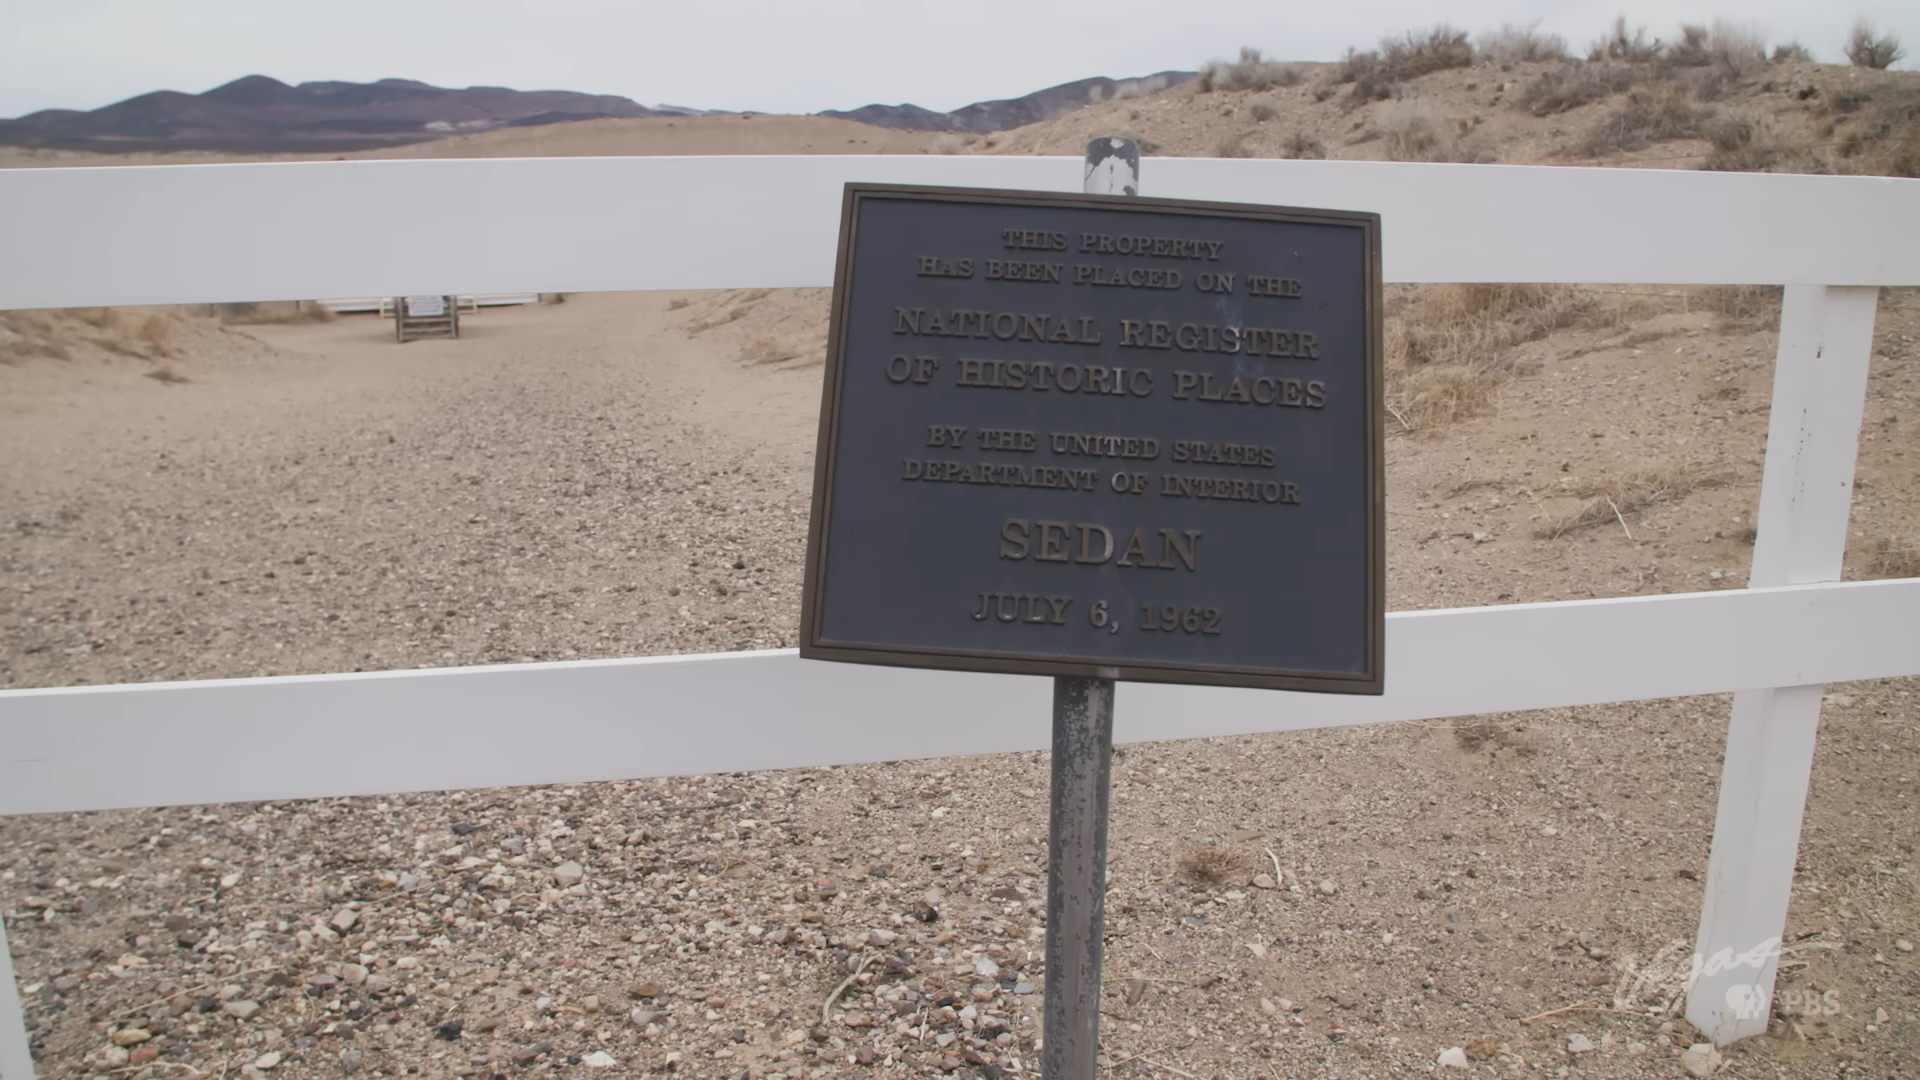 THIS PROPERTY
HAS BEEN PLACED ON THE
NATIONAL REGISTER
OF HISTORIC PLACES
BY THE UNITED STATES
DEPARTMENT OF INTERIOR
SEDAN
JULY 6, 1962
Vegas
PBS